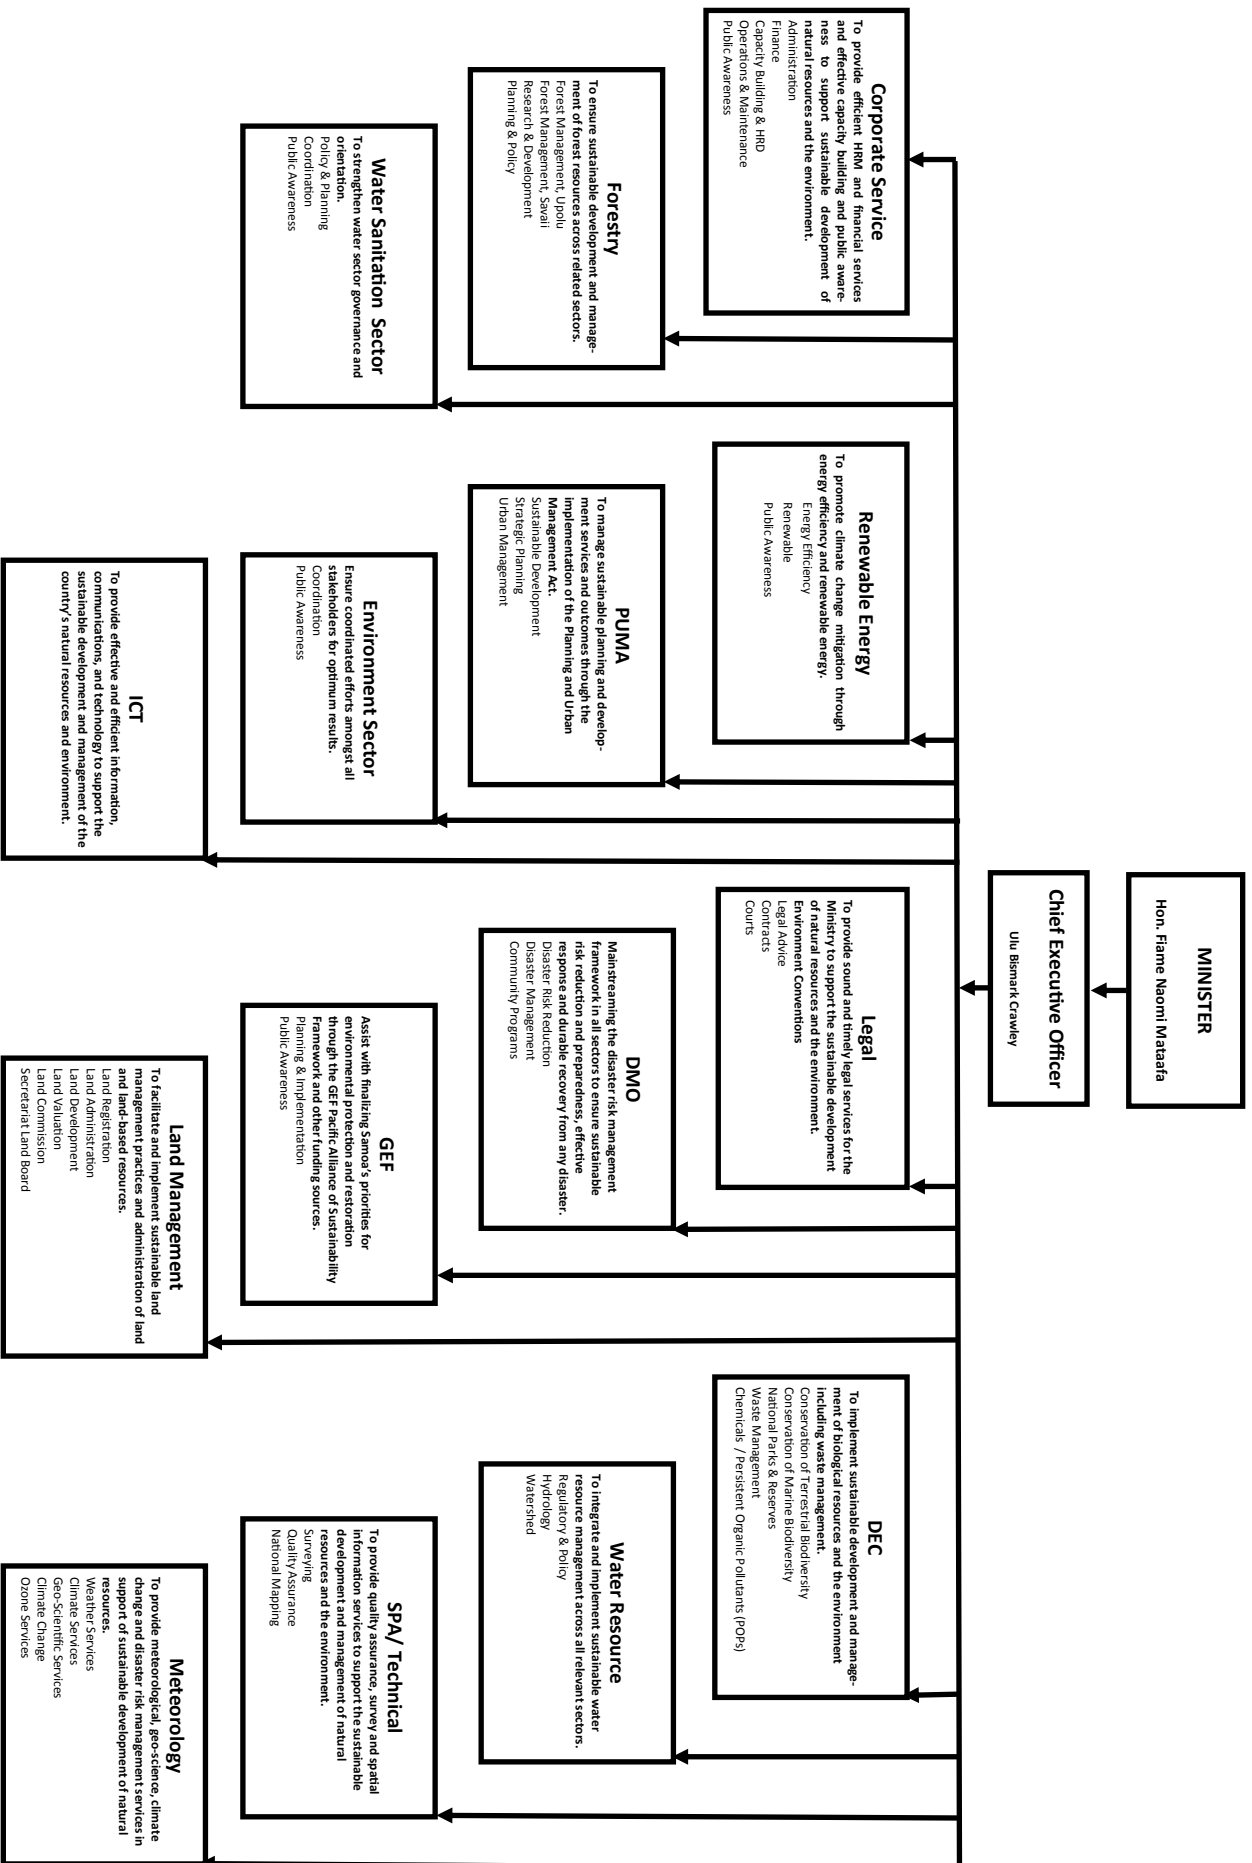 MINISTER
Hon. Fiame Naomi Mataafa
Chief Executive Officer
Ulu Bismark Crawley
Corporate Service
To provide efficient HRM and financial services
and effective capacity building and public aware-
ness to support sustainable development of
natural resources and the environment.
Administration
Finance
Capacity Building & HRD
Operations & Maintenance
Public Awareness
Renewable Energy
To promote climate change mitigation through
energy efficiency and renewable energy.
Energy Efficiency
Renewable
Public Awareness
Legal
To provide sound and timely legal services for the
Ministry to support the sustainable development
of natural resources and the environment.
Environment Conventions
Legal Advice
Contracts
Courts
DEC
To implement sustainable development and manage-
ment of biological resources and the environment
including waste management.
Conservation of Terrestrial Biodiversity
Conservation of Marine Biodiversity
National Parks & Reserves
Waste Management
Chemicals / Persistent Organic Pollutants (POPs)
Forestry
To ensure sustainable development and manage-
ment of forest resources across related sectors.
Forest Management, Upolu
Forest Management, Savaii
Research & Development
Planning & Policy
PUMA
To manage sustainable planning and develop-
ment services and outcomes through the
implementation of the Planning and Urban
Management Act.
Sustainable Development
Strategic Planning
Urban Management
DMO
Mainstreaming the disaster risk management
framework in all sectors to ensure sustainable
risk reduction and preparedness, effective
response and durable recovery from any disaster.
Disaster Risk Reduction
Disaster Management
Community Programs
Water Resource
To integrate and implement sustainable water
resource management across all relevant sectors.
Regulatory & Policy
Hydrology
Watershed
Water Sanitation Sector
To strengthen water sector governance and
orientation.
Policy & Planning
Coordination
Public Awareness
Environment Sector
Ensure coordinated efforts amongst all
stakeholders for optimum results.
Coordination
Public Awareness
GEF
Assist with finalizing Samoa's priorities for
environmental protection and restoration
through the GEF Pacific Alliance of Sustainability
Framework and other funding sources.
Planning & Implementation
Public Awareness
SPA/ Technical
To provide quality assurance, survey and spatial
information services to support the sustainable
development and management of natural
resources and the environment.
Surveying
Quality Assurance
National Mapping
ICT
To provide effective and efficient information,
communications, and technology to support the
sustainable development and management of the
country's natural resources and environment.
Land Management
To facilitate and implement sustainable land
management practices and administration of land
and land-based resources.
Land Registration
Land Administration
Land Development
Land Valuation
Land Commission
Secretariat Land Board
Meteorology
To provide meteorological, geo-science, climate
change and disaster risk management services in
support of sustainable development of natural
resources.
Weather Services
Climate Services
Geo-Scientific Services
Climate Change
Ozone Services